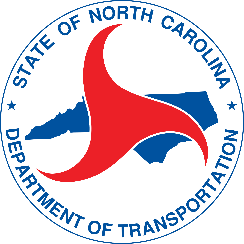 STATE OF NORTH CAROLINA
DEPARTMENT OF TRANSPORTATION